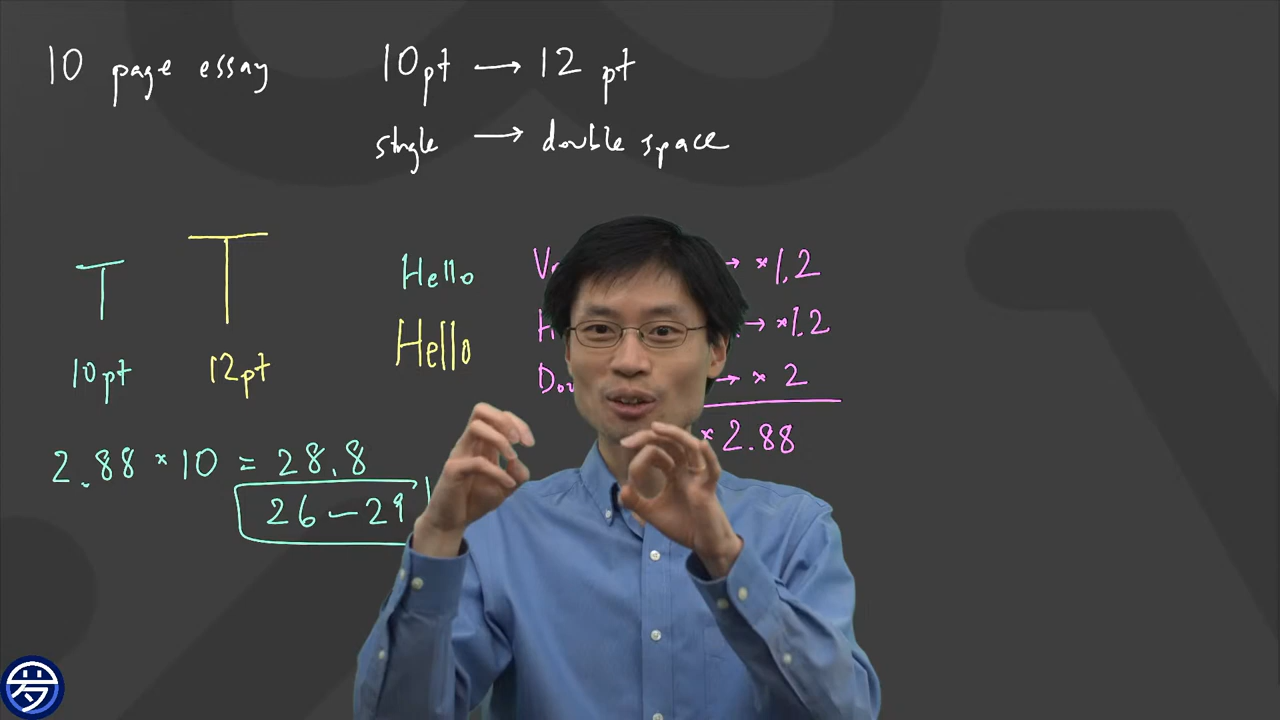 10 page essay 10pt → 12 pt
single → double space
T T
10pt 12pt
Hello
Hello
→ × 1.2
→ × 1.2
→ × 2
× 2.88
2.88 × 10 = 28.8
26 – 29